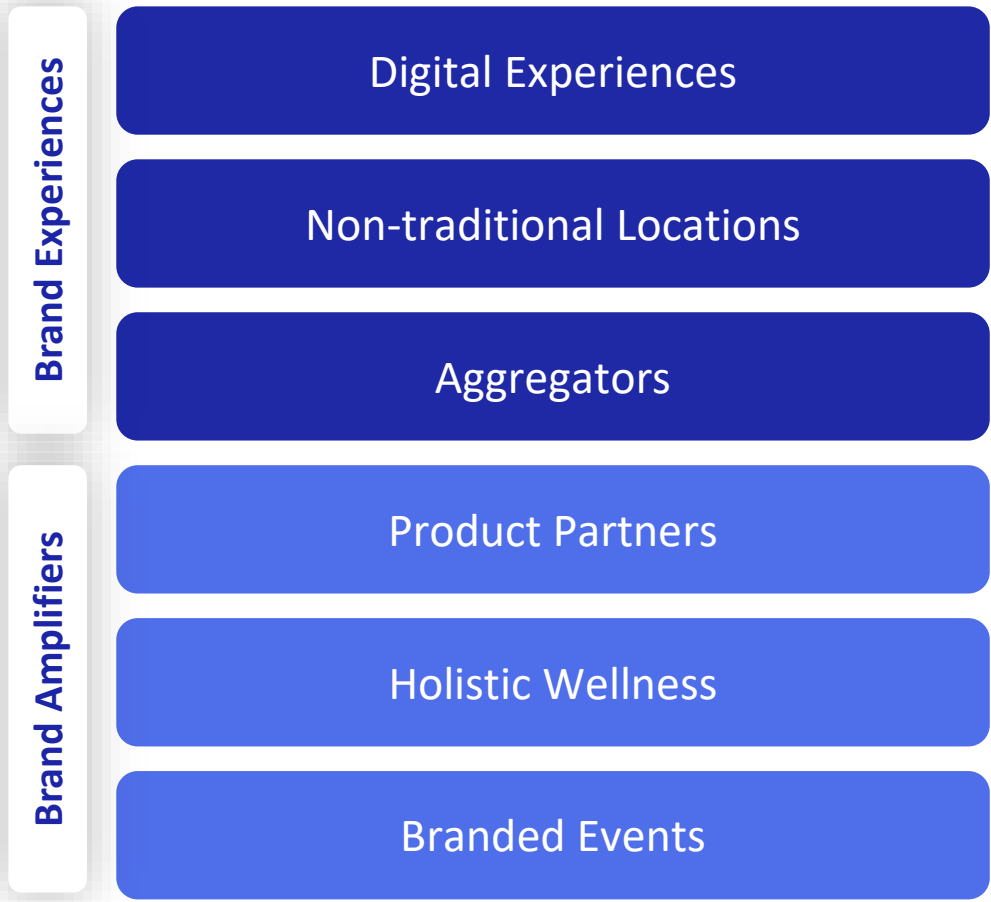 Brand Experiences
Digital Experiences
Non-traditional Locations
Aggregators
Brand Amplifiers
Product Partners
Holistic Wellness
Branded Events